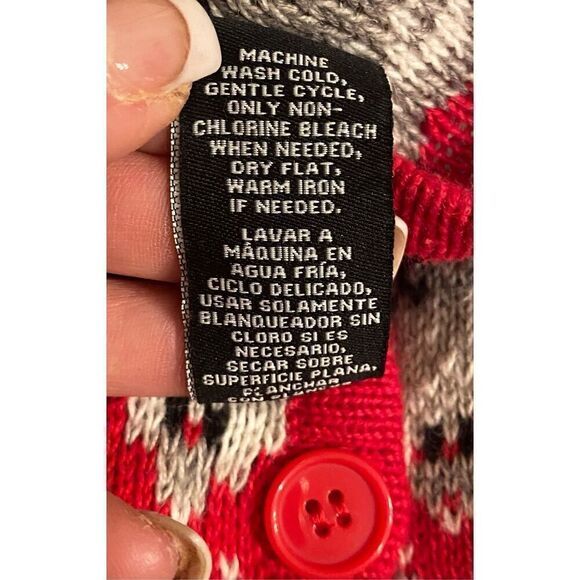 MACHINE
WASH COLD,
GENTLE CYCLE,
ONLY NON-
CHLORINE BLEACH
WHEN NEEDED,
DRY FLAT,
WARM IRON
IF NEEDED.
LAVAR A
MÁQUINA EN
AGUA FRÍA,
CICLO DELICADO,
USAR SOLAMENTE
BLANQUEADOR SIN
CLORO SI ES
NECESARIO,
SECAR SOBRE
SUPERFICIE PLANA,
PLANCHAR